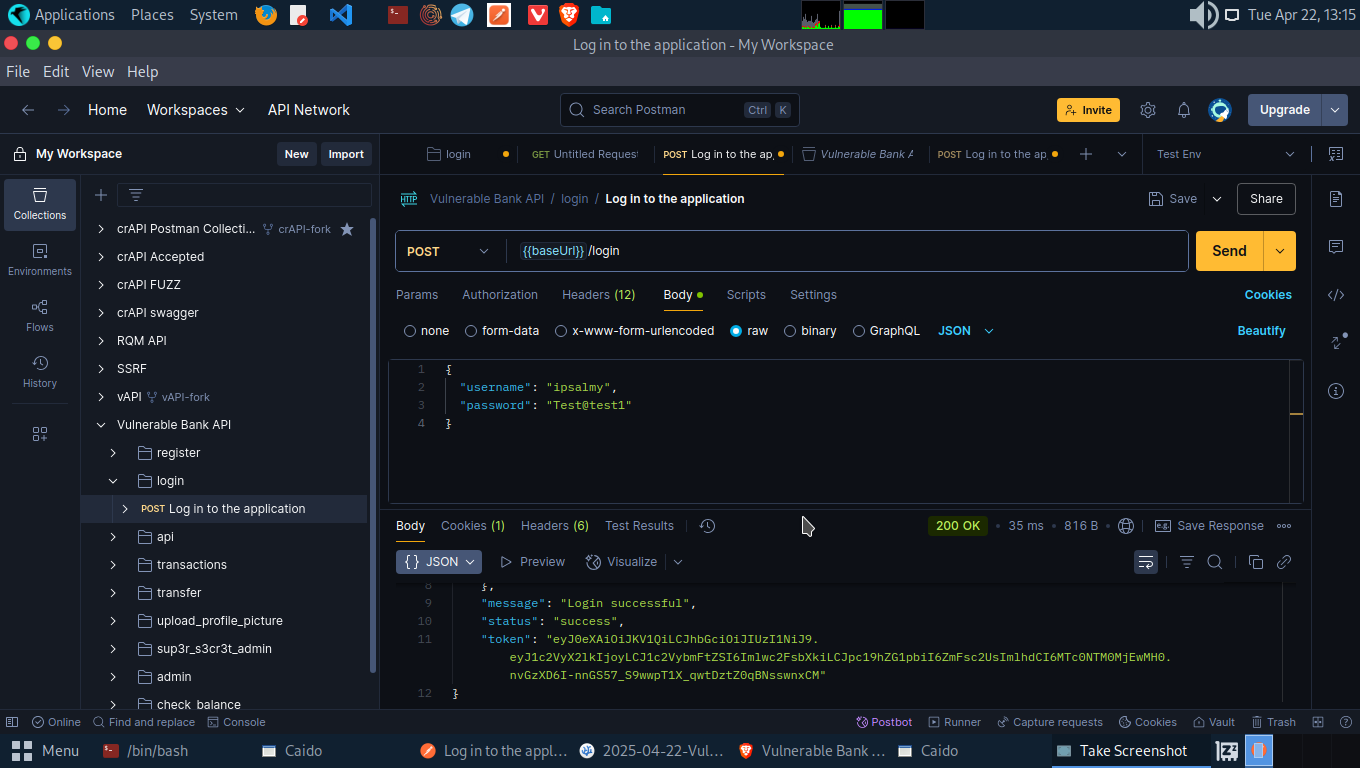 Applications Places System
Tue Apr 22, 13:15
Log in to the application - My Workspace
File Edit View Help
Home Workspaces API Network
Search Postman Ctrl K
Invite
Upgrade
My Workspace
New Import
login
GET Untitled Request
POST Log in to the ap
Vulnerable Bank A
POST Log in to the ap
Test Env
Collections
Environments
Flows
History
crAPI Postman Collecti... crAPI-fork
crAPI Accepted
crAPI FUZZ
crAPI swagger
RQM API
SSRF
vAPI vAPI-fork
Vulnerable Bank API
register
login
POST Log in to the application
api
transactions
transfer
upload_profile_picture
sup3r_s3cr3t_admin
admin
check_balance
HTTP Vulnerable Bank API / login / Log in to the application
Save Share
POST {{baseUrl}}/login
Send
Params Authorization Headers (12) Body Scripts Settings Cookies
none form-data x-www-form-urlencoded raw binary GraphQL JSON Beautify
1 {
2 "username": "ipsalmy",
3 "password": "Test@test1"
4 }
Body Cookies (1) Headers (6) Test Results
200 OK • 35 ms • 816 B • e.g. Save Response
{} JSON Preview Visualize
8 },
9 "message": "Login successful",
10 "status": "success",
11 "token": "eyJ0eXAiOiJKV1QiLCJhbGciOiJIUzI1NiJ9.
eyJ1c2VyX2lkIjoyLCJ1c2VybmFtZSI6Imlwc2FsbXkiLCJpc19hZG1pbiI6ZmFsc2UsImlhdCI6MTc0NTM0MjEwMH0.
nvGzXD6I-nnGS57_S9wwpT1X_qwtDztZ0qBNsswnxCM"
12 }
Online Find and replace Console
Postbot Runner Capture requests Cookies Vault Trash
Menu /bin/bash Caido Log in to the appl... 2025-04-22-Vul... Vulnerable Bank ... Caido Take Screenshot